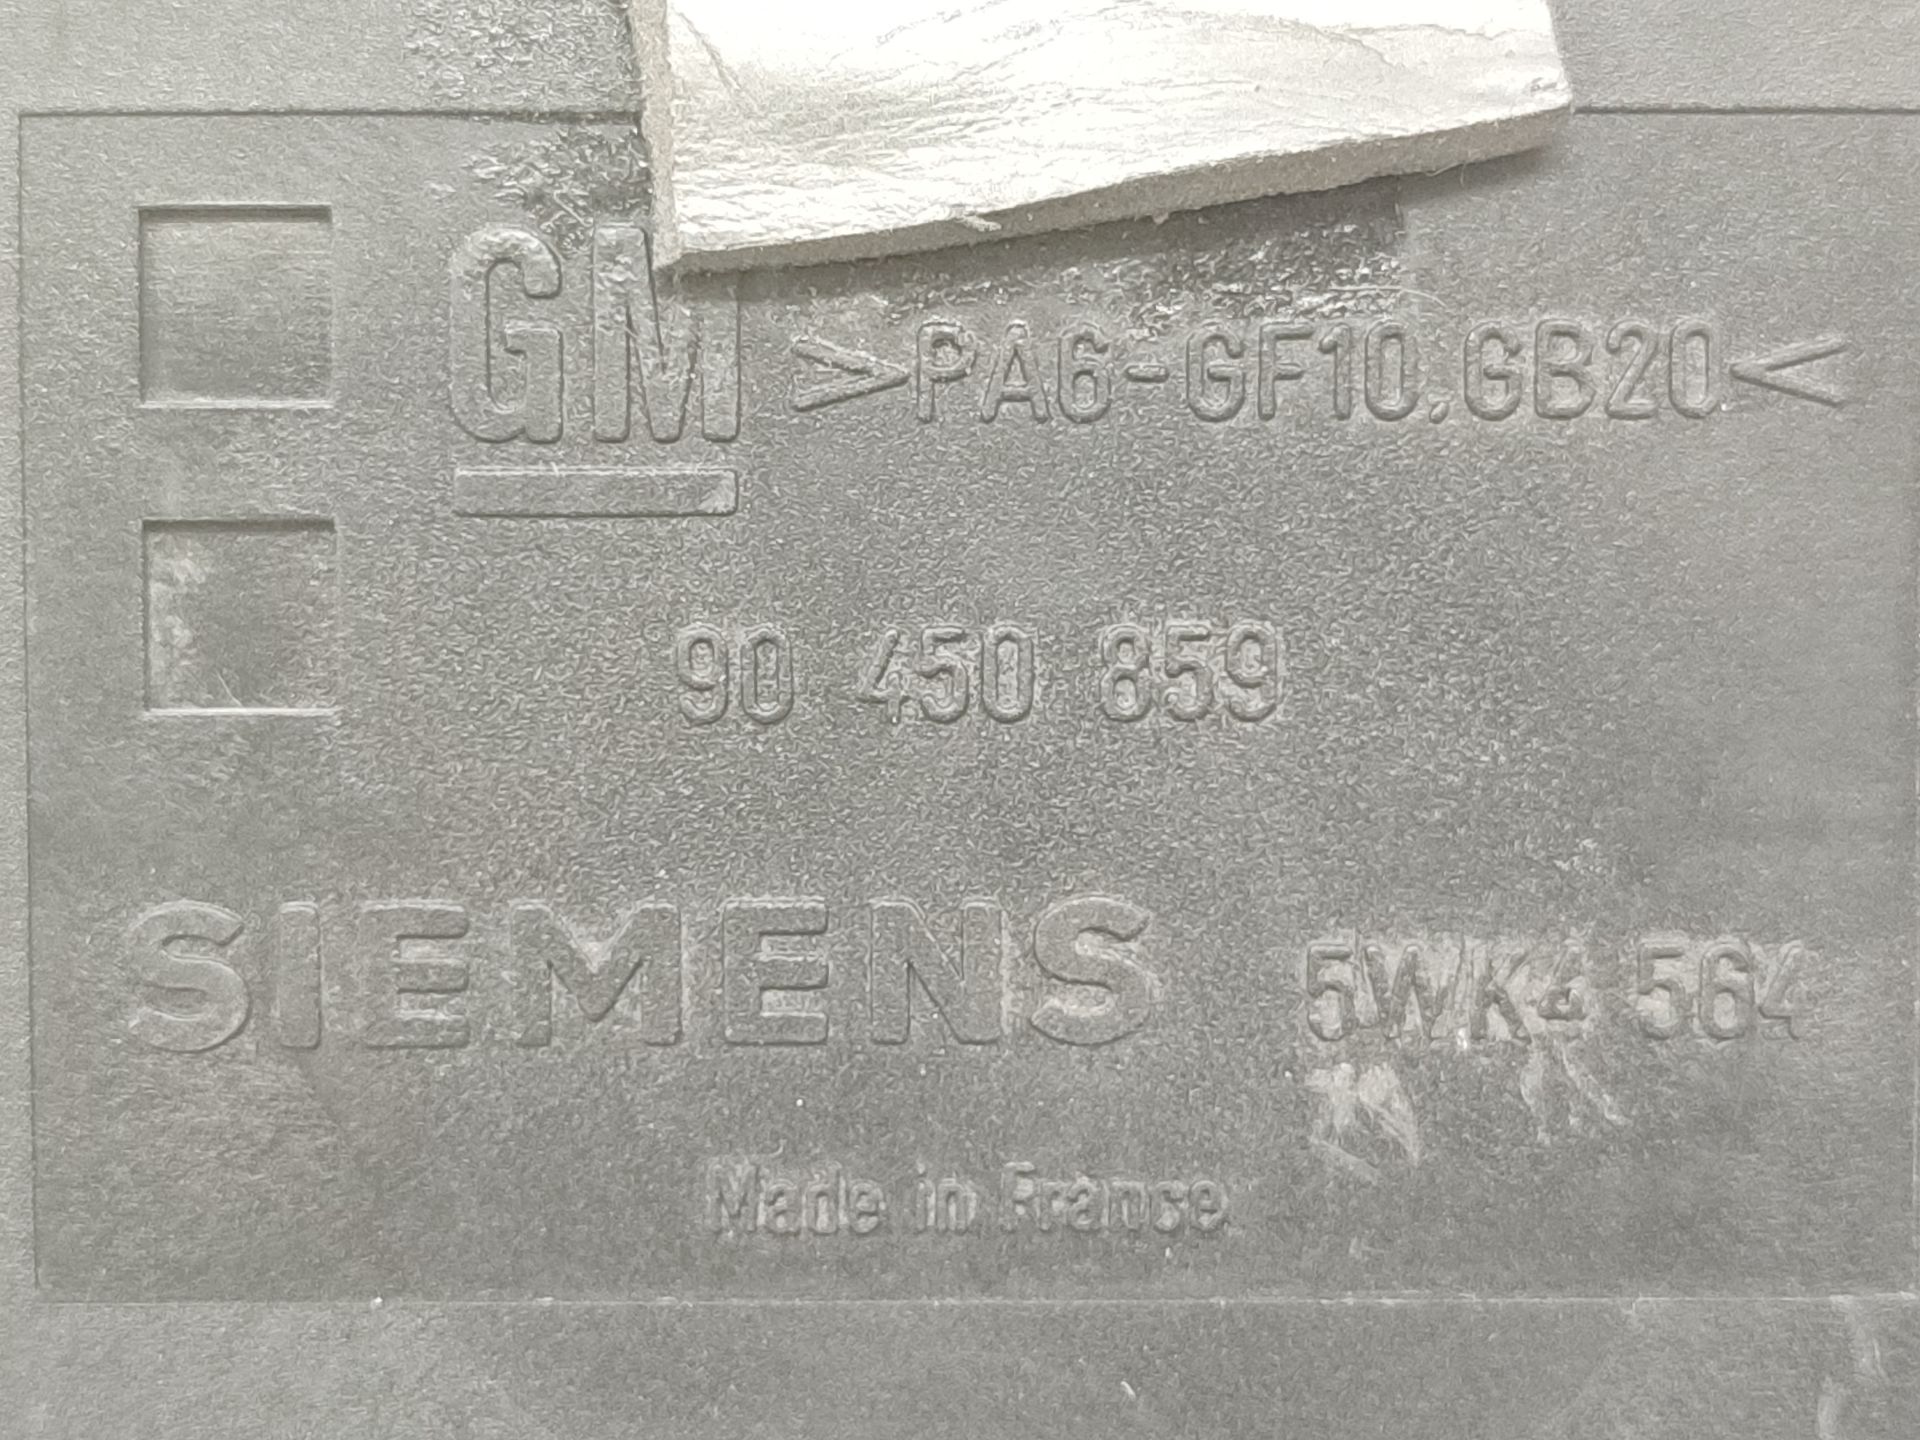 GM >PA6-GF10.GB20<
90 450 859
SIEMENS 5WK4 564
Made in France